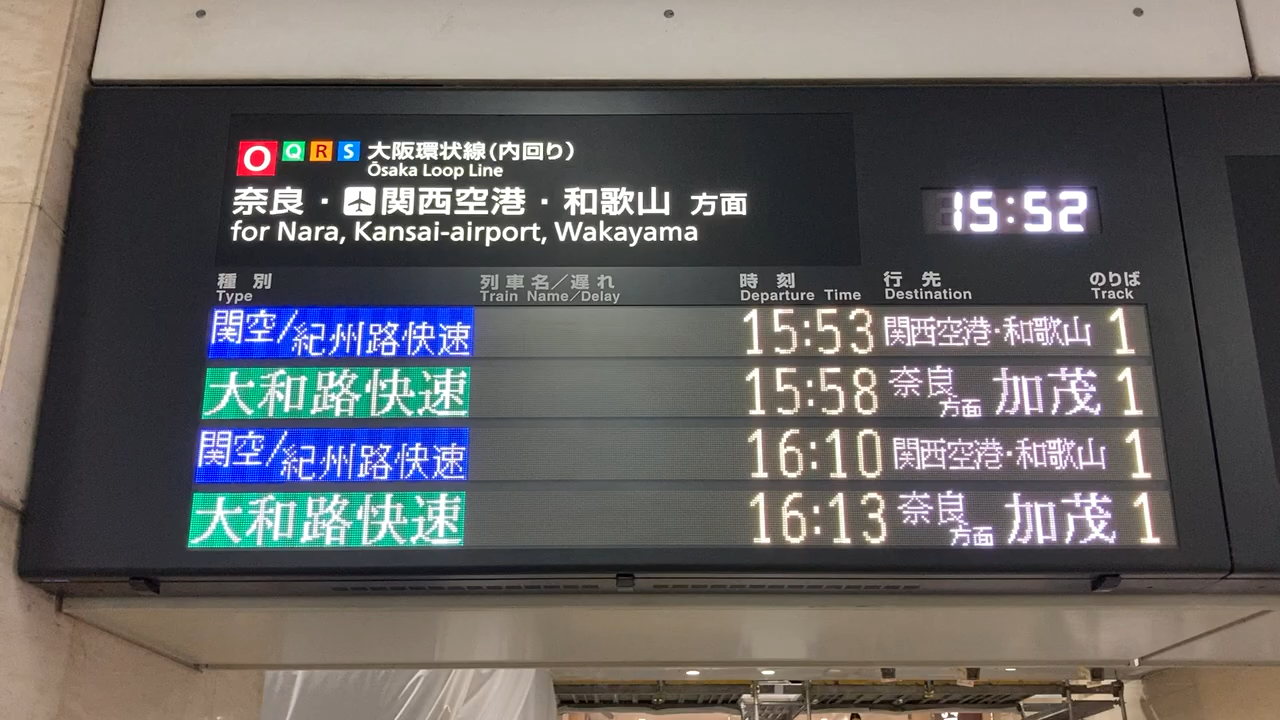 O Q R S 大阪環状線(内回り)
Ōsaka Loop Line
奈良・関西空港・和歌山 方面
for Nara, Kansai-airport, Wakayama
15:52
種別 列車名/遅れ 時刻 行先 のりば
Type Train Name/Delay Departure Time Destination Track
関空/紀州路快速 15:53 関西空港・和歌山 1
大和路快速 15:58 奈良方面 加茂 1
関空/紀州路快速 16:10 関西空港・和歌山 1
大和路快速 16:13 奈良方面 加茂 1